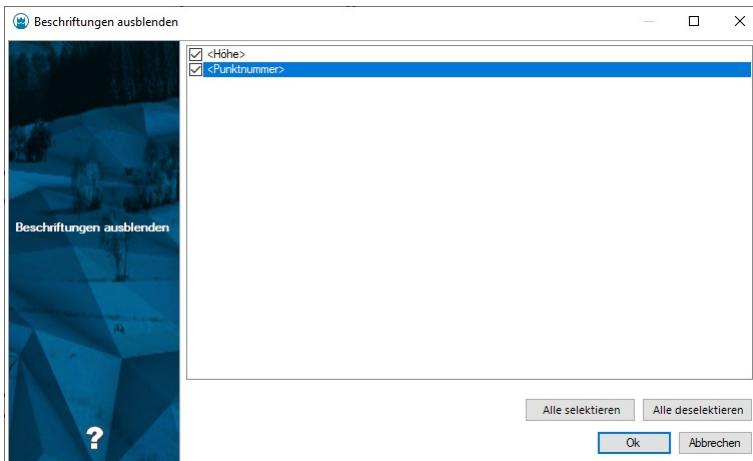 Beschriftungen ausblenden
<Höhe>
<Punktnummer>
Beschriftungen ausblenden
?
Alle selektieren Alle deselektieren
Ok Abbrechen